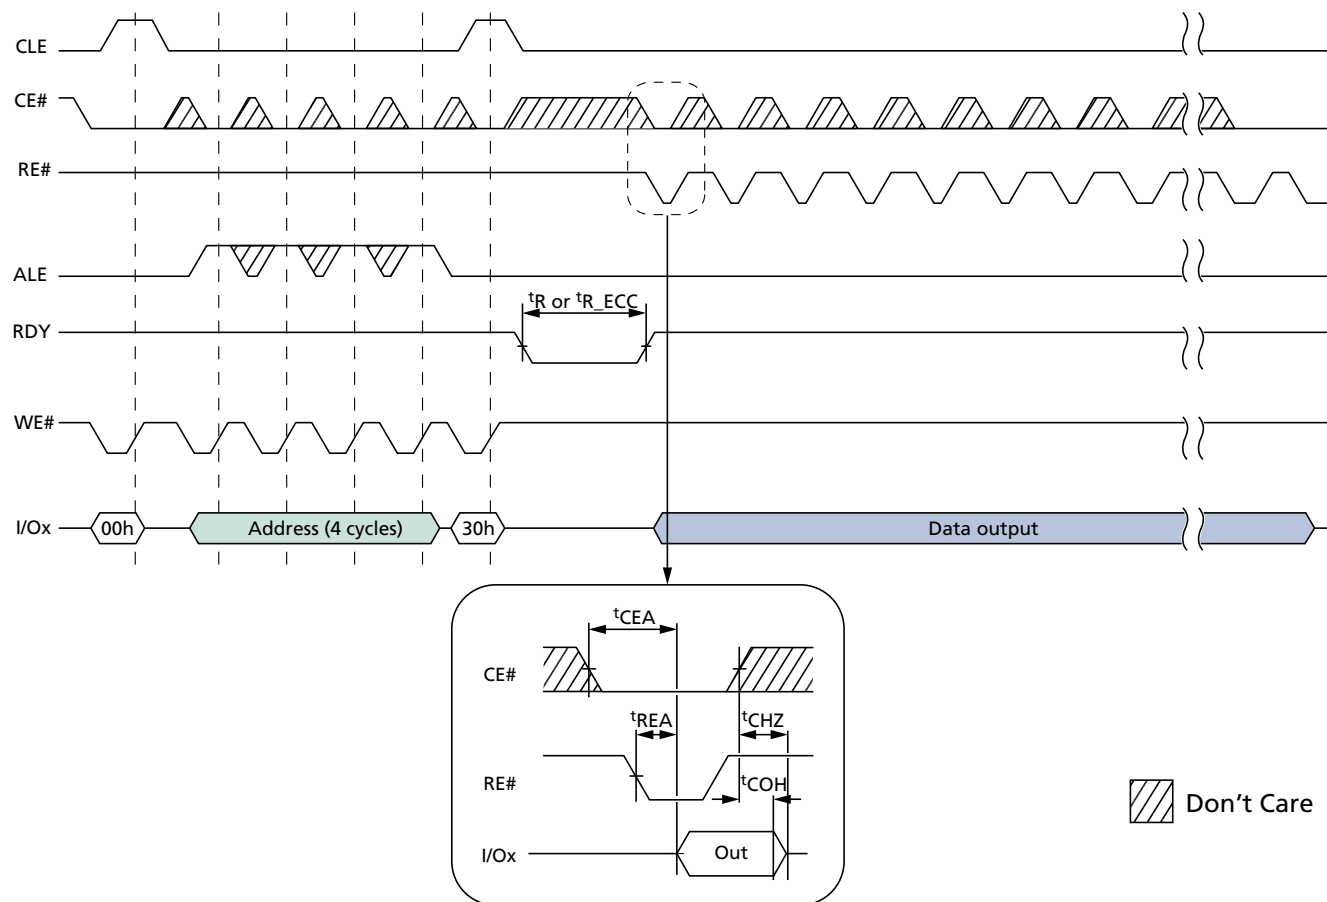 CLE
CE#
RE#
ALE
tR or tR_ECC
RDY
WE#
I/Ox
00h
Address (4 cycles)
30h
Data output
tCEA
CE#
tREA
tCHZ
RE#
tCOH
I/Ox
Out
Don't Care